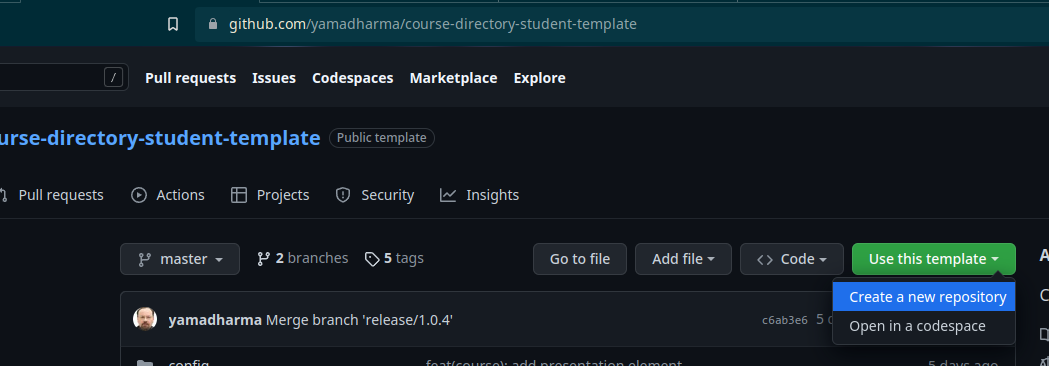 github.com/yamadharma/course-directory-student-template
/ Pull requests Issues Codespaces Marketplace Explore
urse-directory-student-template Public template
Pull requests Actions Projects Security Insights
master 2 branches 5 tags Go to file Add file Code Use this template
Create a new repository
yamadharma Merge branch 'release/1.0.4' c6ab3e6 5
Open in a codespace
config feat(course): add presentation element 5 days ago